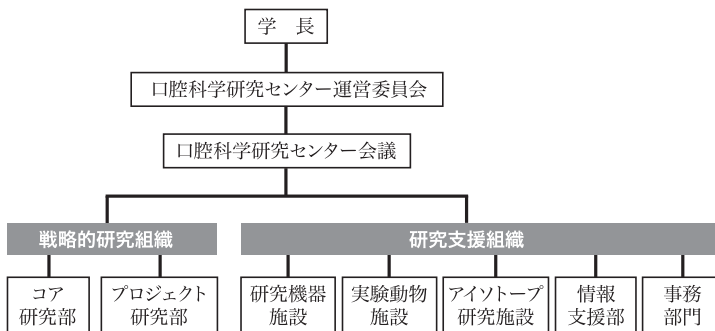 学　長
口腔科学研究センター運営委員会
口腔科学研究センター会議
戦略的研究組織
研究支援組織
コア
研究部
プロジェクト
研究部
研究機器
施設
実験動物
施設
アイソトープ
研究施設
情報
支援部
事務
部門